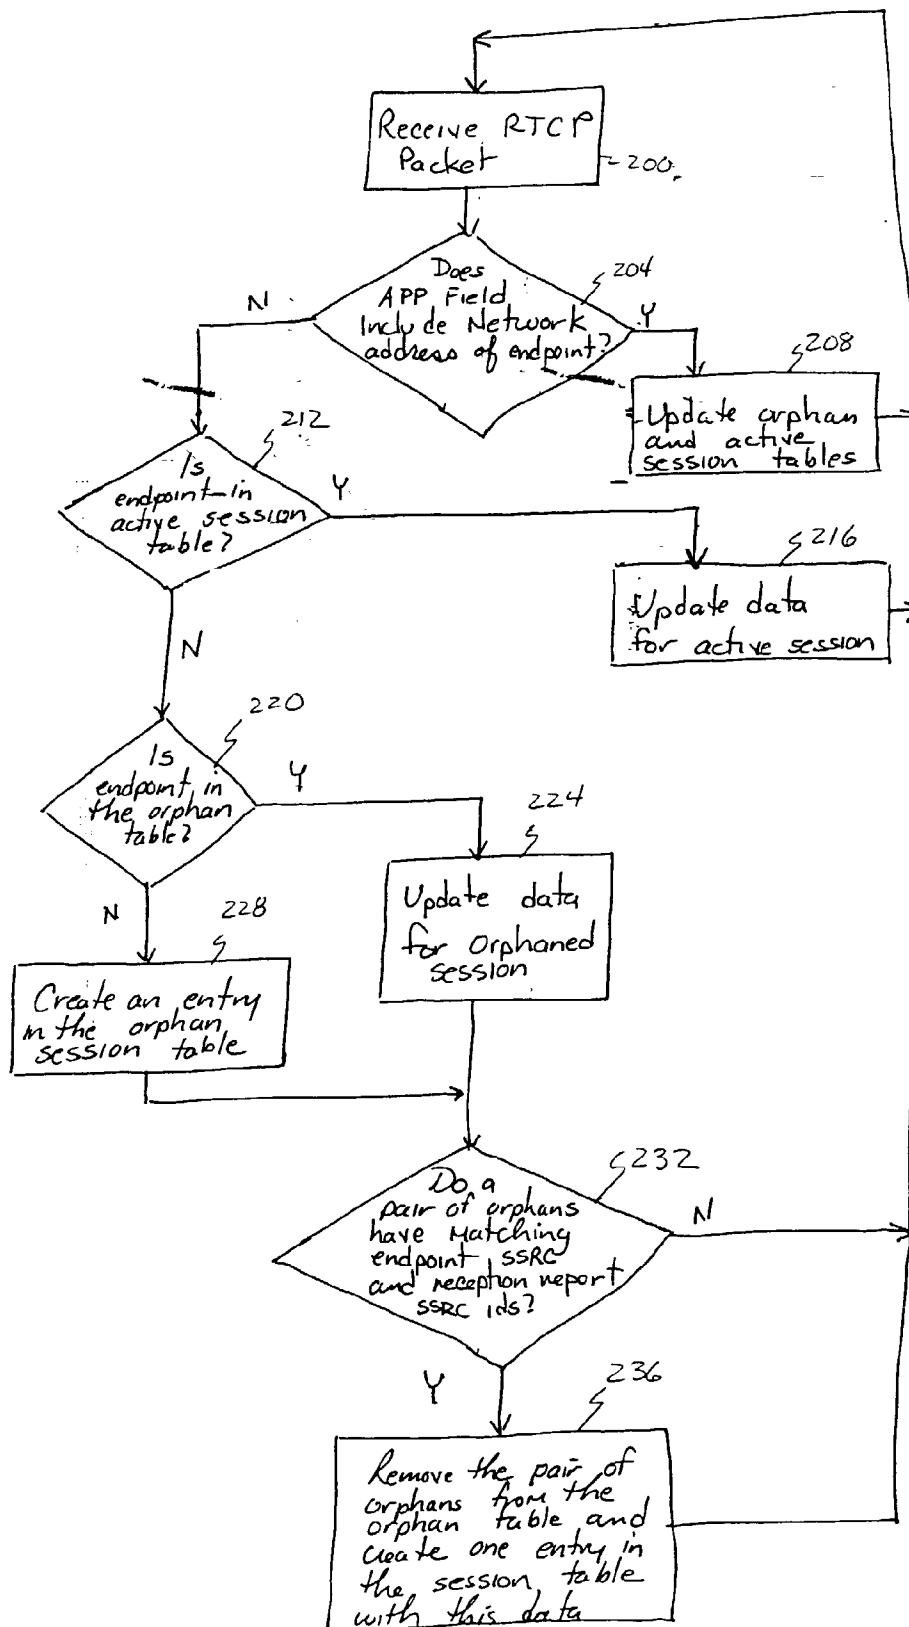 Receive RTCP
Packet
200
Does
APP Field
Include Network
address of endpoint?
204
N
Y
208
Update orphan
and active
session tables
212
Is
endpoint in
active session
table?
Y
216
Update data
for active session
N
220
Is
endpoint in
the orphan
table?
Y
224
Update data
for orphaned
session
N
228
Create an entry
in the orphan
session table
232
Do a
pair of orphans
have matching
endpoint SSRC
and reception report
SSRC ids?
N
Y
236
Remove the pair of
orphans from the
orphan table and
create one entry in
the session table
with this data